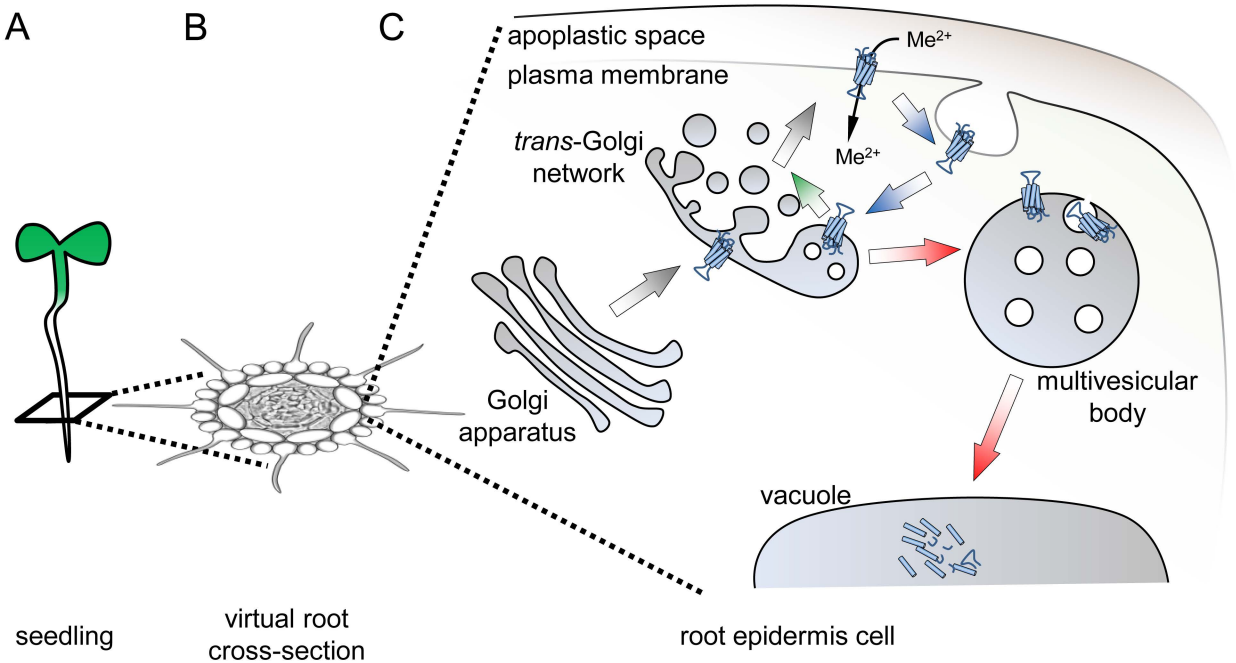 A
B
C
apoplastic space
plasma membrane
Me²⁺
Me²⁺
trans-Golgi
network
Golgi
apparatus
multivesicular
body
vacuole
seedling
virtual root
cross-section
root epidermis cell